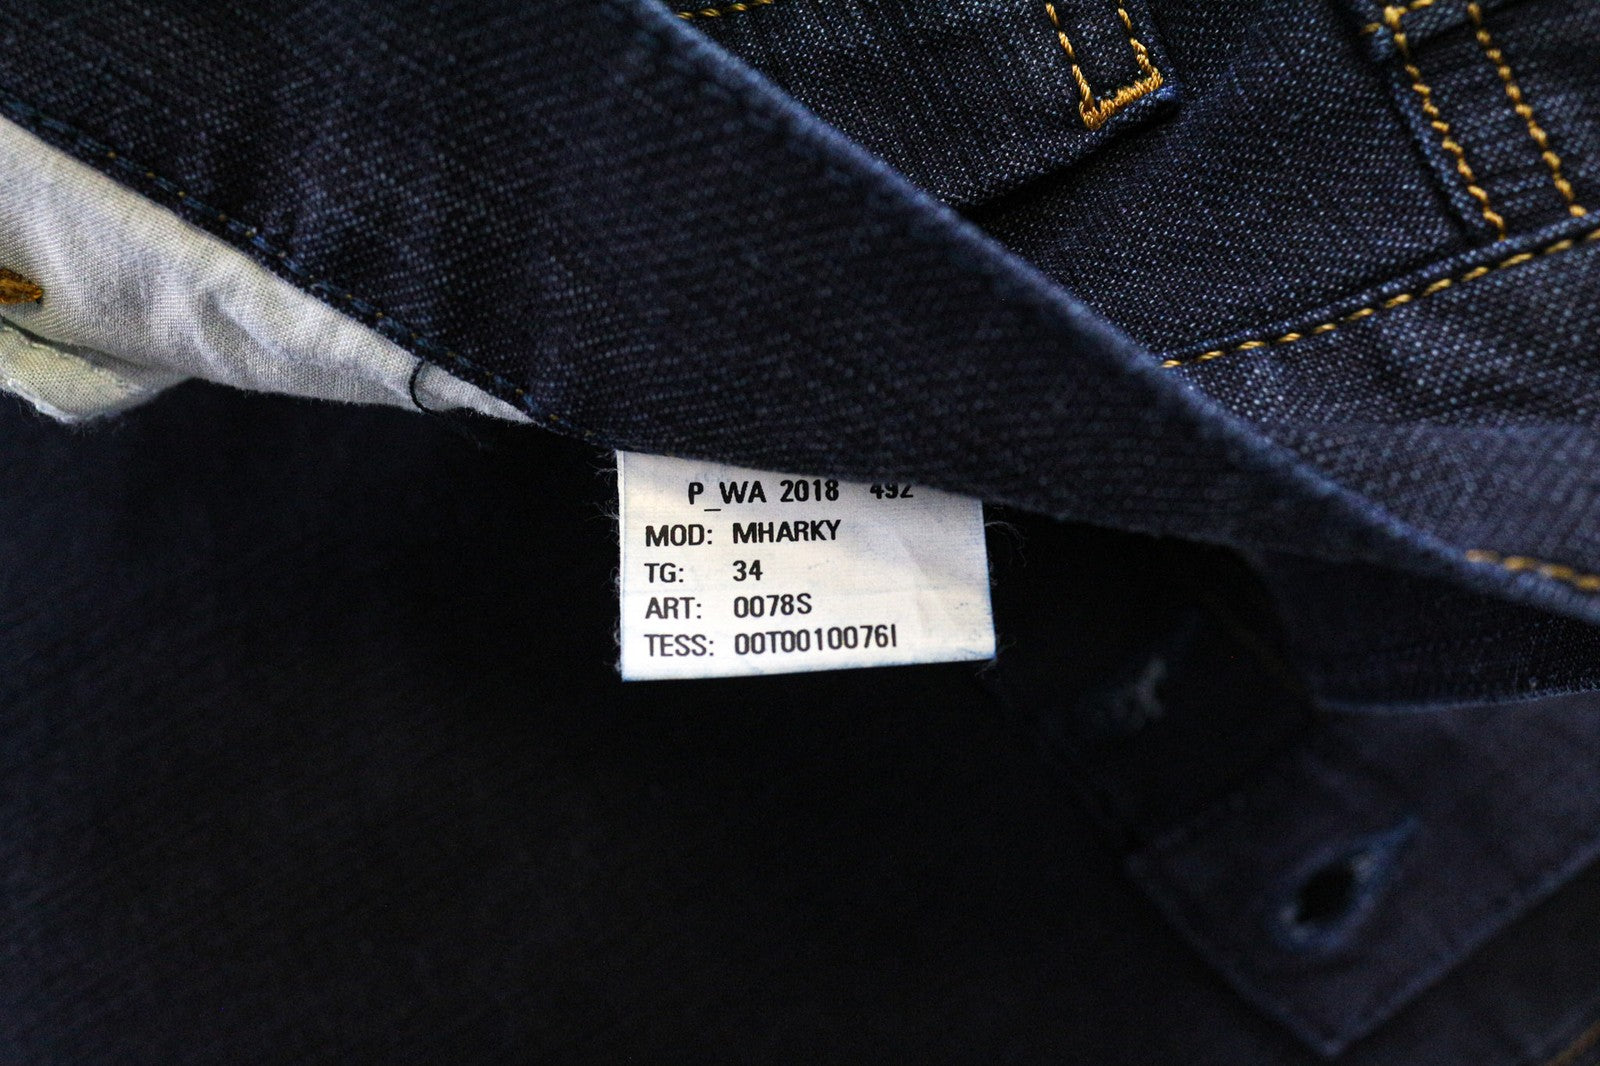 P_WA 2018 492
MOD: MHARKY
TG: 34
ART: 0078S
TESS: 00T0010076I